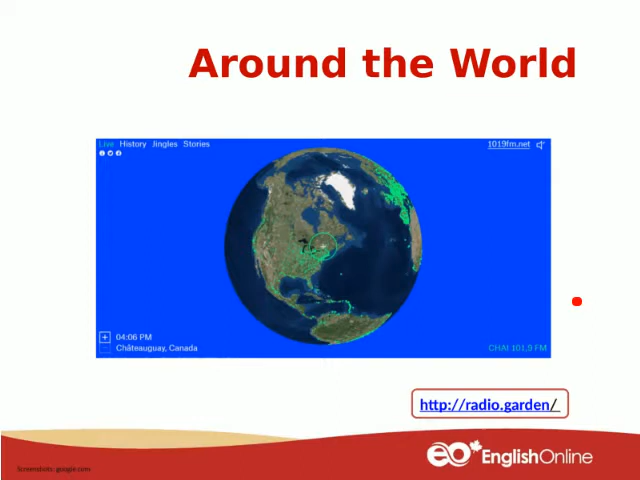 Around the World
Live History Jingles Stories
1019fm.net
04:06 PM
Châteauguay, Canada
CHAI 101,9 FM
http://radio.garden/
EnglishOnline
Screenshots: google.com